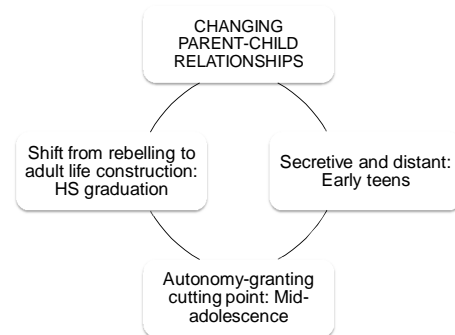 CHANGING
PARENT-CHILD
RELATIONSHIPS
Secretive and distant:
Early teens
Autonomy-granting
cutting point: Mid-
adolescence
Shift from rebelling to
adult life construction:
HS graduation